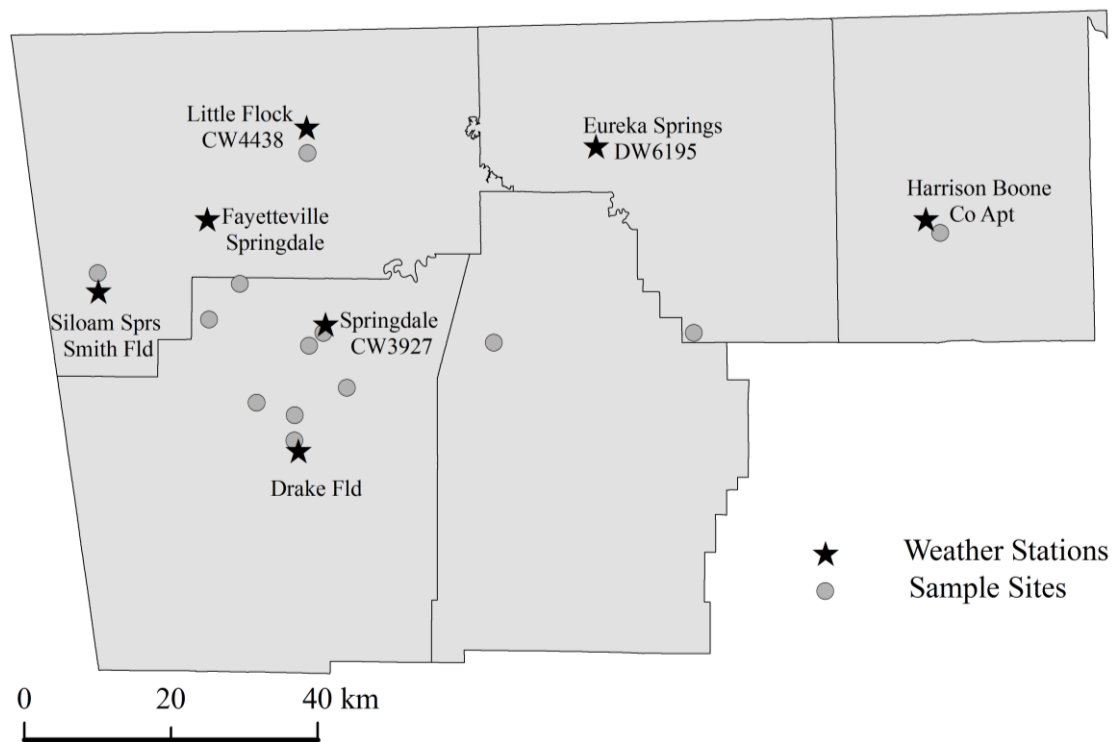 Little Flock
CW4438
Eureka Springs
DW6195
Harrison Boone
Co Apt
Fayetteville
Springdale
Siloam Sprs
Smith Fld
Springdale
CW3927
Drake Fld
Weather Stations
Sample Sites
0 20 40 km